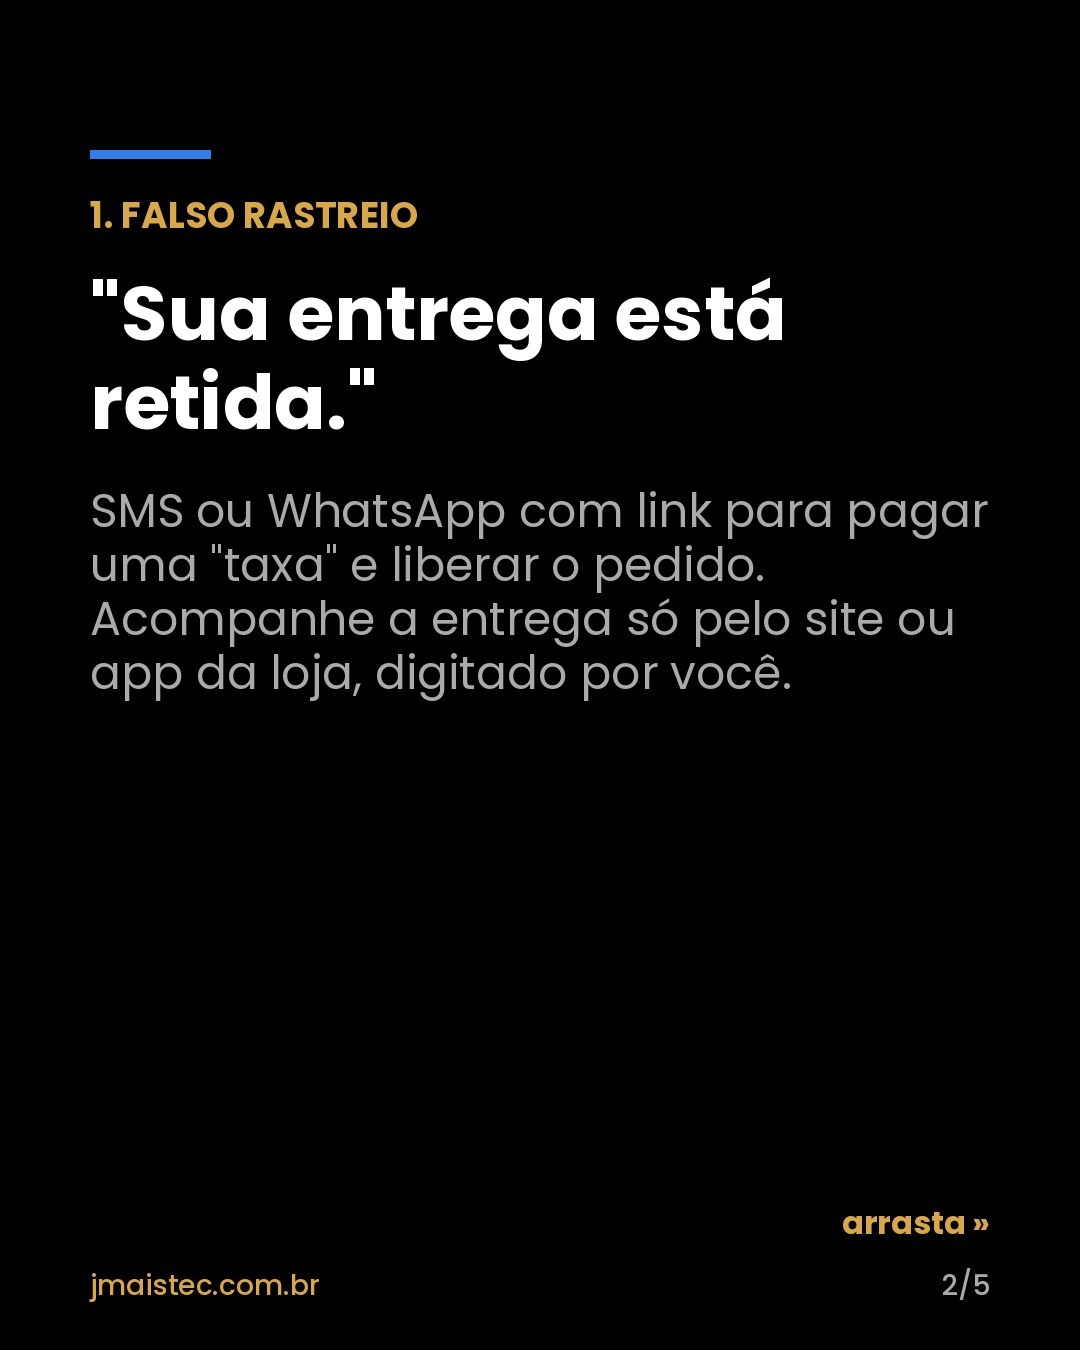 1. FALSO RASTREIO
"Sua entrega está
retida."
SMS ou WhatsApp com link para pagar
uma "taxa" e liberar o pedido.
Acompanhe a entrega só pelo site ou
app da loja, digitado por você.
arrasta »
jmaistec.com.br
2/5